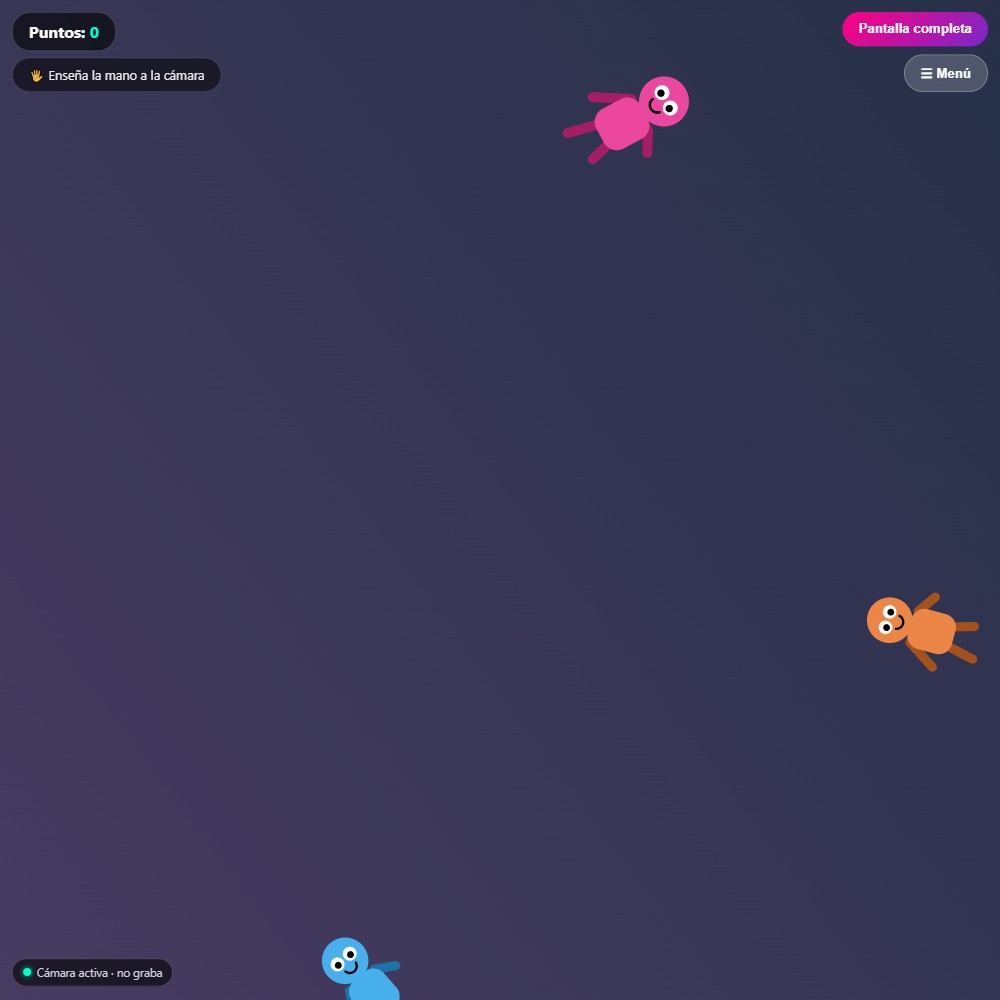 Puntos: 0
Pantalla completa
🖐 Enseña la mano a la cámara
☰ Menú
Cámara activa · no graba